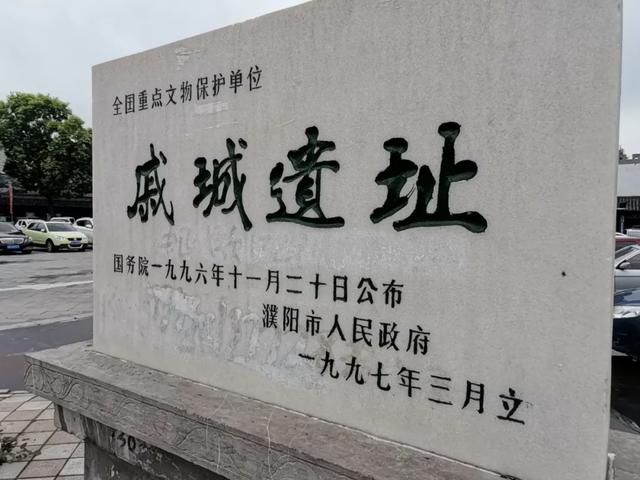 全国重点文物保护单位
戚城遗址
国务院一九九六年十一月二十日公布
濮阳市人民政府
一九九七年三月立
50